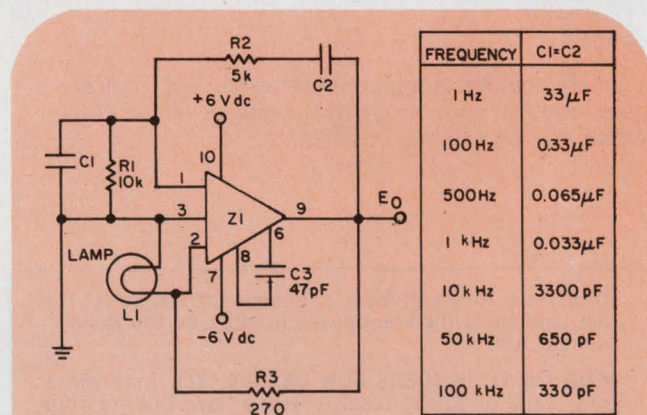 R2
5k
C2
+6 Vdc
C1
R1
10k
10
1
3
2
Z1
9
E₀
6
8
7
C3
47pF
LAMP
L1
-6 Vdc
R3
270
FREQUENCY C1=C2
1 Hz 33µF
100 Hz 0.33µF
500Hz 0.065µF
1 kHz 0.033µF
10 kHz 3300 pF
50 kHz 650 pF
100 kHz 330 pF